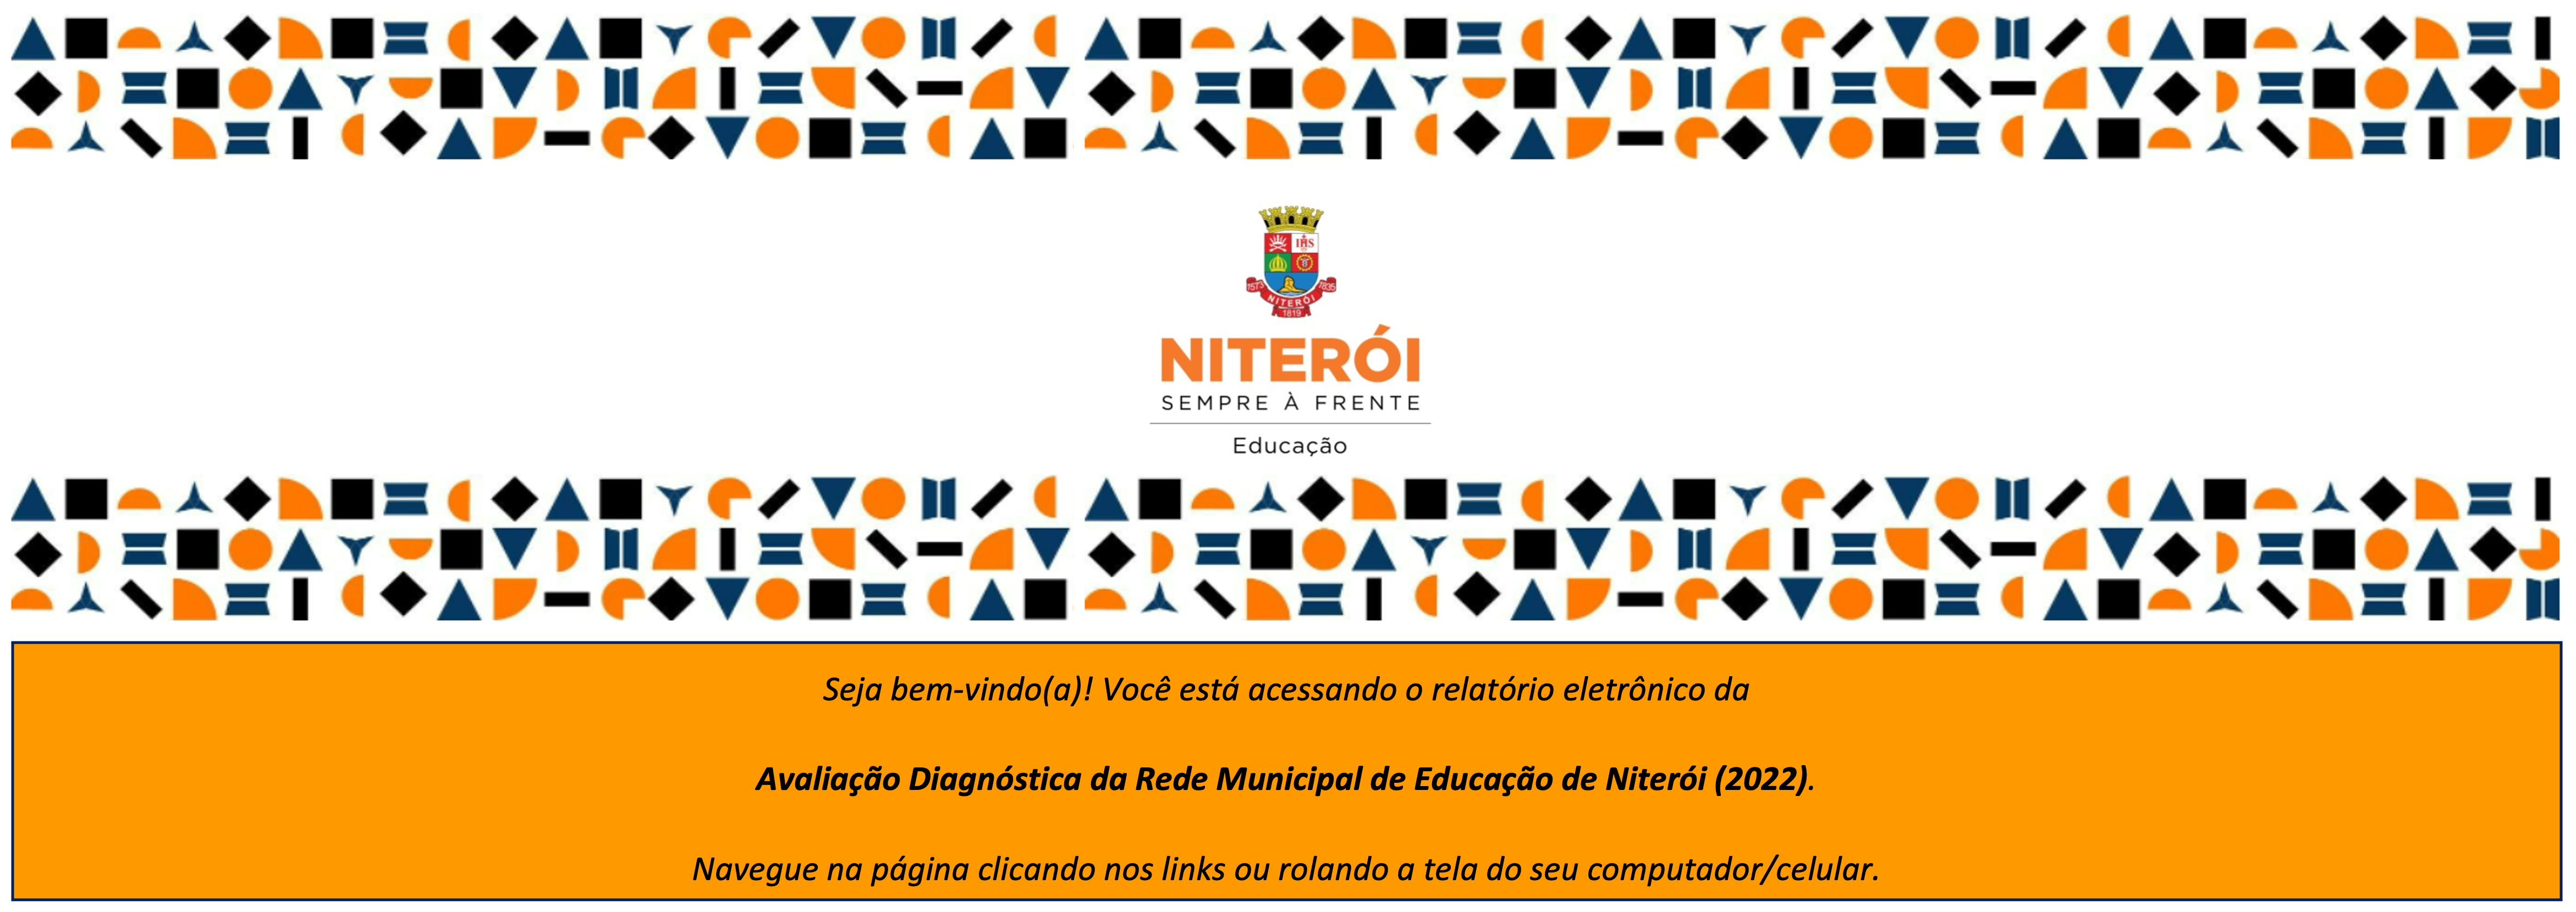 IHS
1573 1835
NITERÓI
1819
NITERÓI
SEMPRE À FRENTE
Educação
Seja bem-vindo(a)! Você está acessando o relatório eletrônico da
Avaliação Diagnóstica da Rede Municipal de Educação de Niterói (2022).
Navegue na página clicando nos links ou rolando a tela do seu computador/celular.